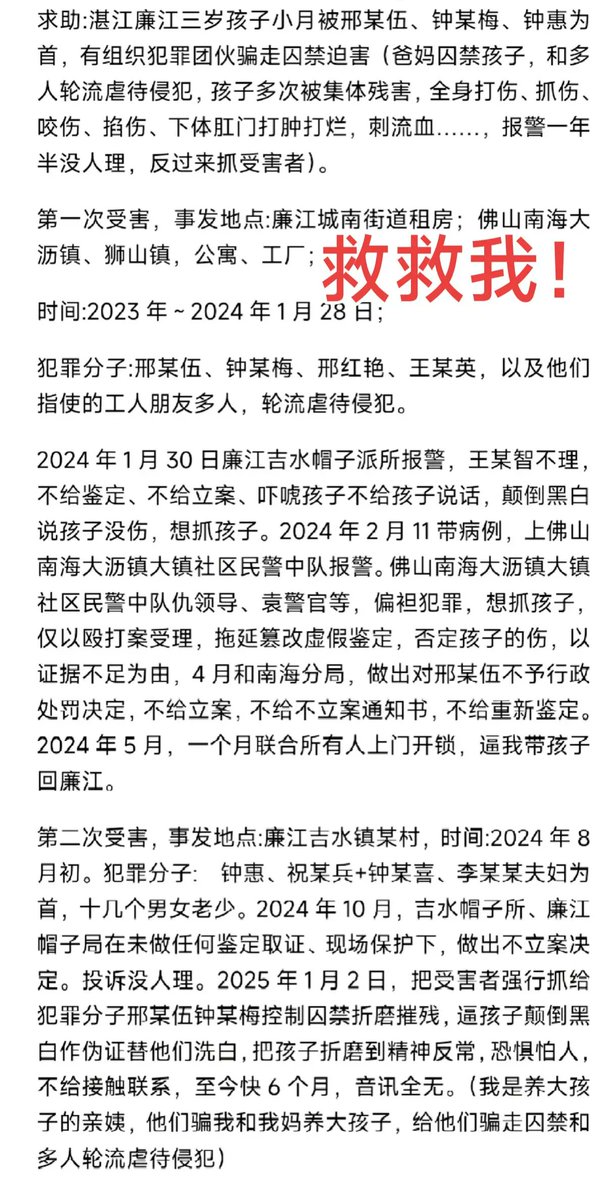 求助:湛江廉江三岁孩子小月被邢某伍、钟某梅、钟惠为
首，有组织犯罪团伙骗走囚禁迫害（爸妈囚禁孩子，和多
人轮流虐待侵犯，孩子多次被集体残害，全身打伤、抓伤、
咬伤、掐伤、下体肛门打肿打烂，刺流血……，报警一年
半没人理，反过来抓受害者）。
第一次受害，事发地点:廉江城南街道租房；佛山南海大
沥镇、狮山镇，公寓、工厂；
救救我！
时间:2023 年 ~ 2024 年 1 月 28 日；
犯罪分子:邢某伍、钟某梅、邢红艳、王某英，以及他们
指使的工人朋友多人，轮流虐待侵犯。
2024 年 1 月 30 日廉江吉水帽子派所报警，王某智不理，
不给鉴定、不给立案、吓唬孩子不给孩子说话，颠倒黑白
说孩子没伤，想抓孩子。2024 年 2 月 11 带病例，上佛山
南海大沥镇大镇社区民警中队报警。佛山南海大沥镇大镇
社区民警中队仇领导、袁警官等，偏袒犯罪，想抓孩子，
仅以殴打案受理，拖延篡改虚假鉴定，否定孩子的伤，以
证据不足为由，4 月和南海分局，做出对邢某伍不予行政
处罚决定，不给立案，不给不立案通知书，不给重新鉴定。
2024 年 5 月，一个月联合所有人上门开锁，逼我带孩子
回廉江。
第二次受害，事发地点:廉江吉水镇某村，时间:2024 年 8
月初。犯罪分子： 钟惠、祝某兵+钟某喜、李某某夫妇为
首，十几个男女老少。2024 年 10 月，吉水帽子所、廉江
帽子局在未做任何鉴定取证、现场保护下，做出不立案决
定。投诉没人理。2025 年 1 月 2 日，把受害者强行抓给
犯罪分子邢某伍钟某梅控制囚禁折磨摧残，逼孩子颠倒黑
白作伪证替他们洗白，把孩子折磨到精神反常，恐惧怕人，
不给接触联系，至今快 6 个月，音讯全无。（我是养大孩
子的亲姨，他们骗我和我妈养大孩子，给他们骗走囚禁和
多人轮流虐待侵犯）